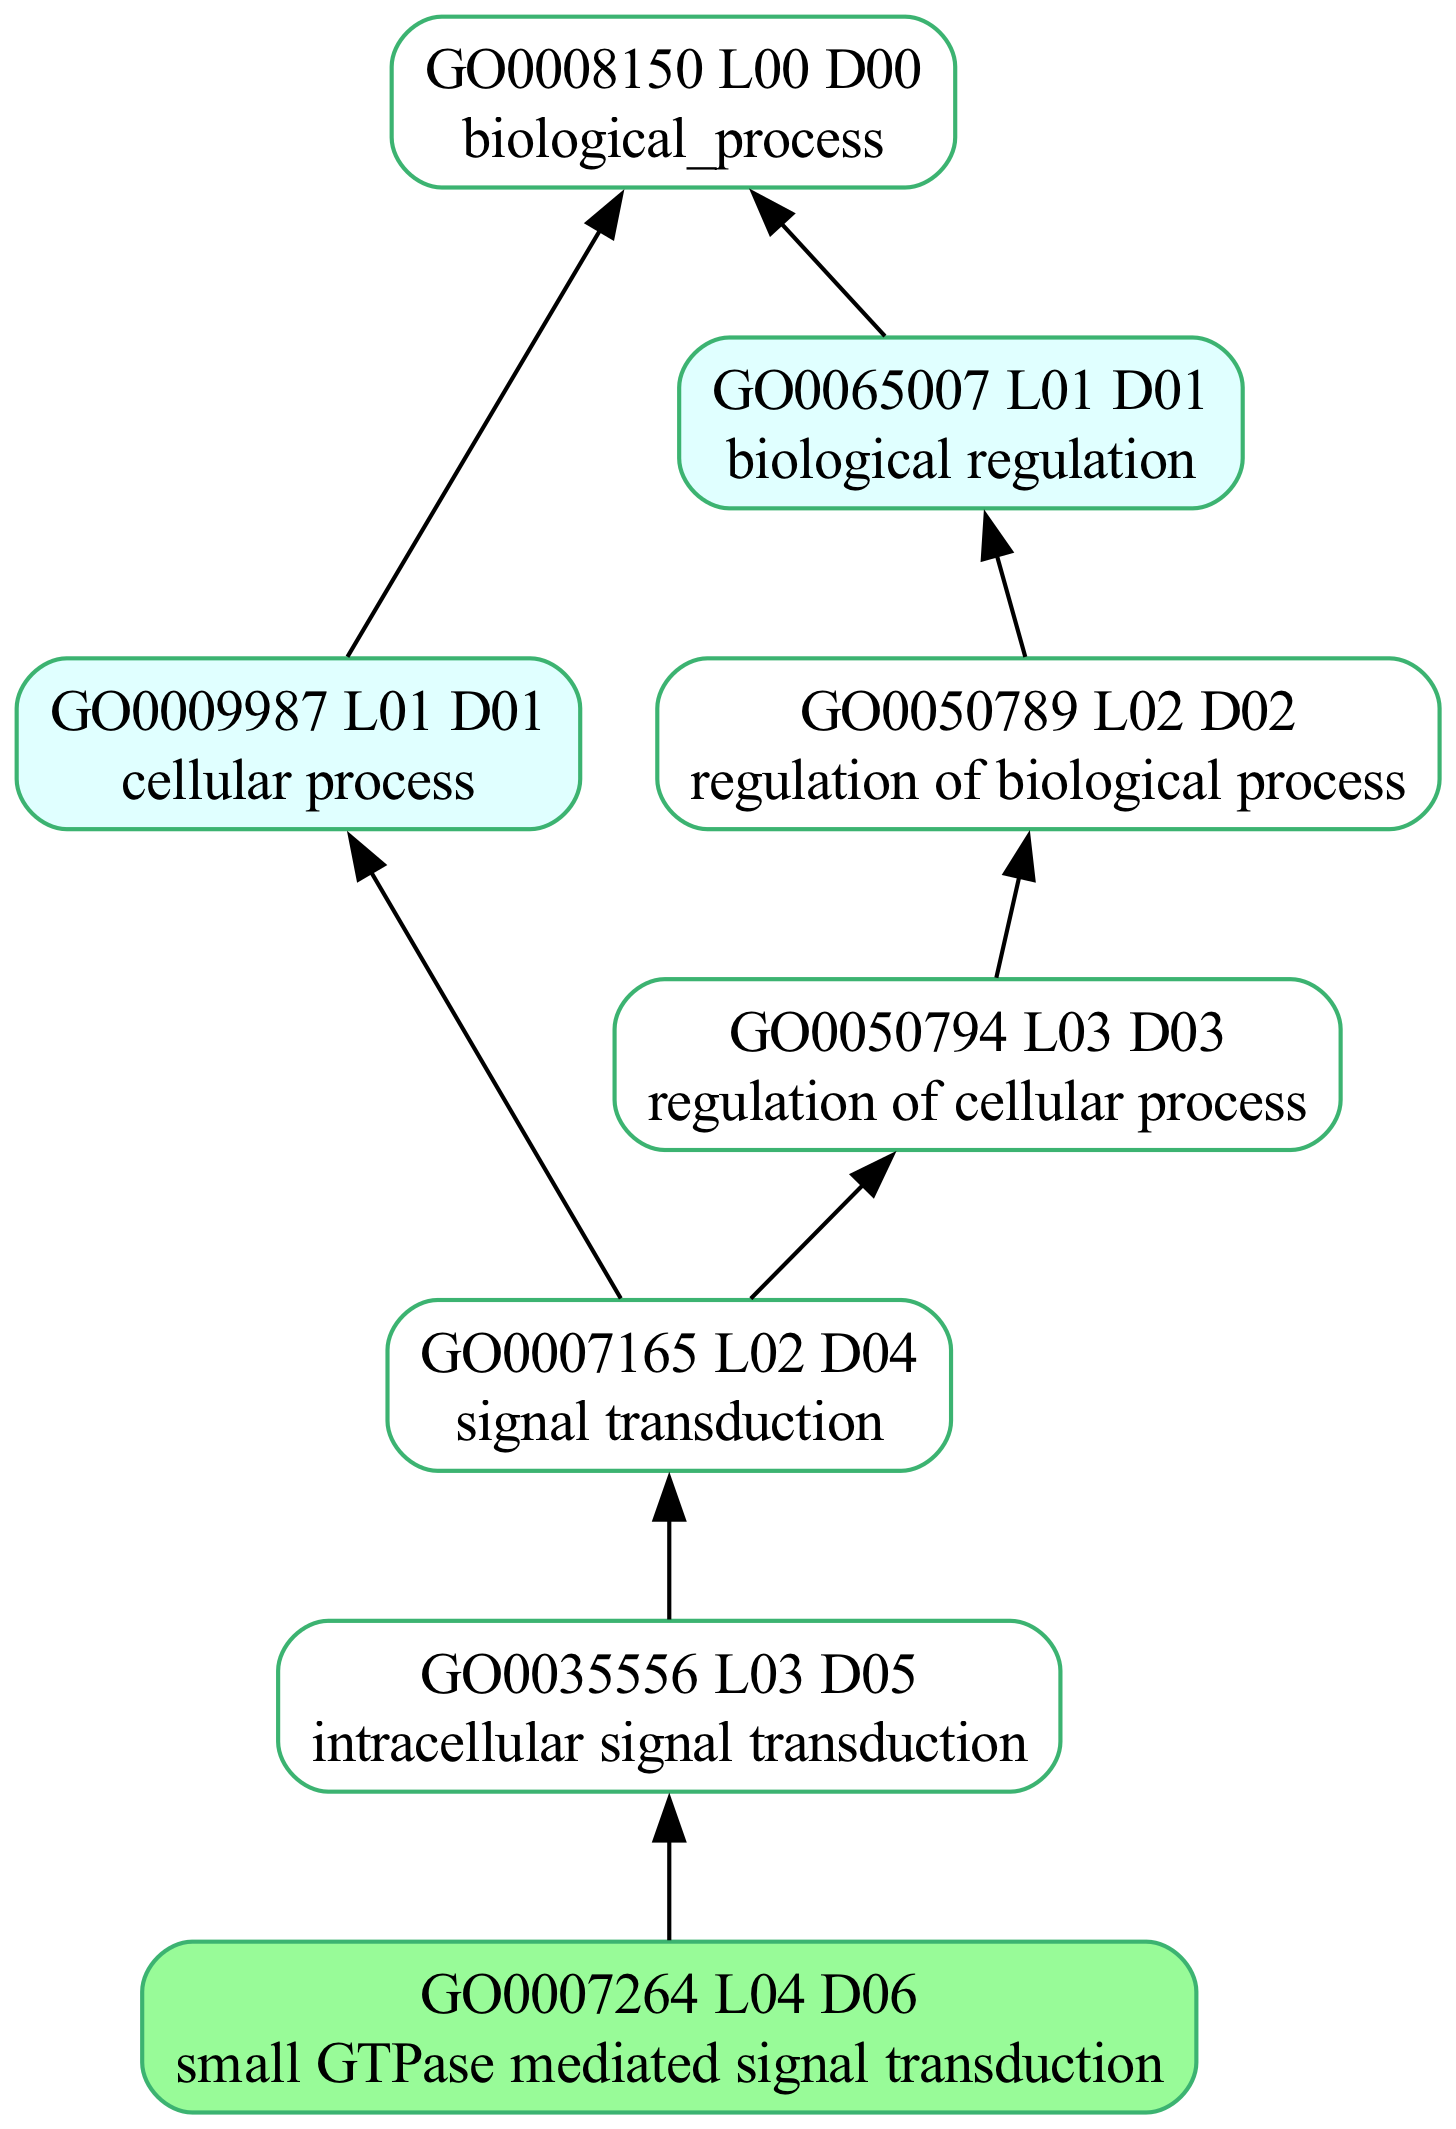 GO0008150 L00 D00
biological_process
GO0065007 L01 D01
biological regulation
GO0009987 L01 D01
cellular process
GO0050789 L02 D02
regulation of biological process
GO0050794 L03 D03
regulation of cellular process
GO0007165 L02 D04
signal transduction
GO0035556 L03 D05
intracellular signal transduction
GO0007264 L04 D06
small GTPase mediated signal transduction